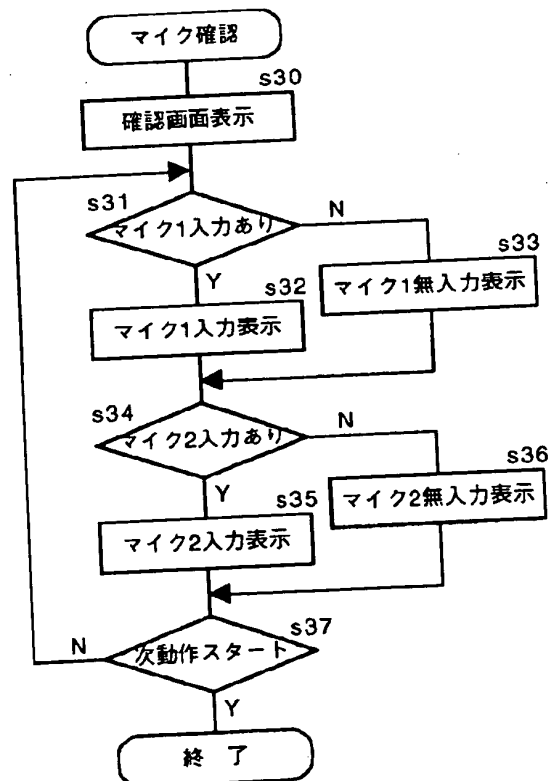 マイク確認
s30
確認画面表示
s31
マイク1入力あり
N
s33
マイク1無入力表示
Y
s32
マイク1入力表示
s34
マイク2入力あり
N
s36
マイク2無入力表示
Y
s35
マイク2入力表示
s37
次動作スタート
N
Y
終 了